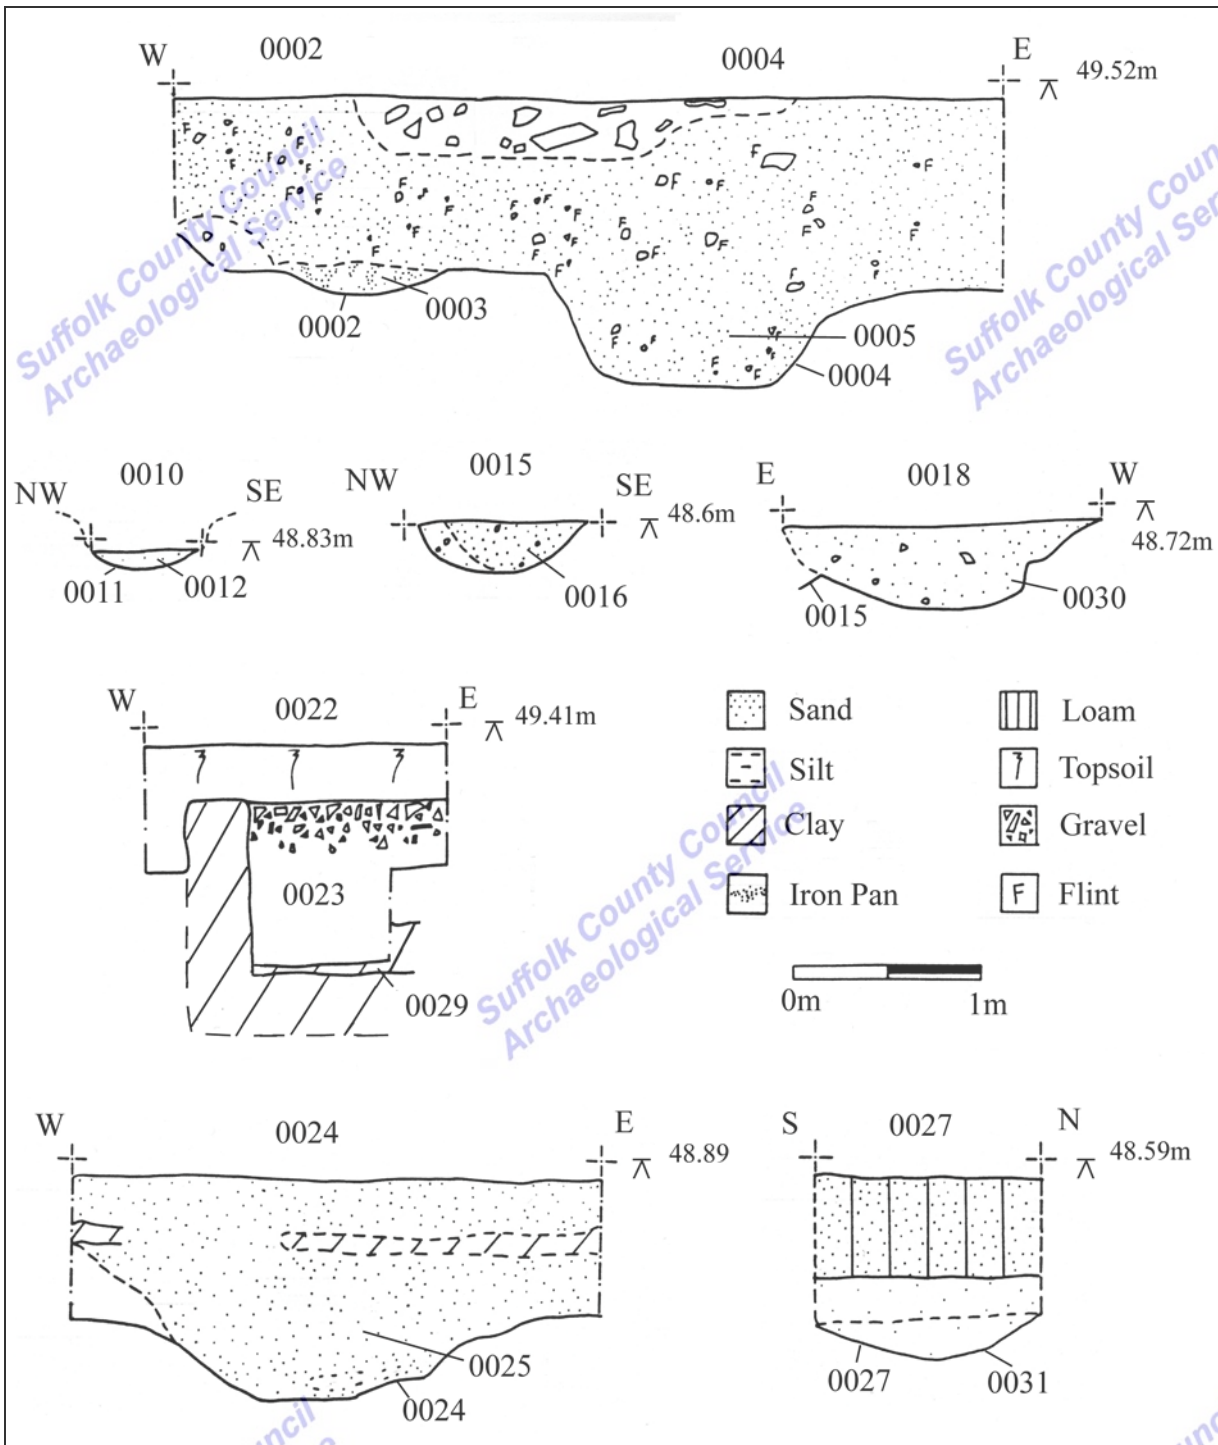 W 0002 0004 E 49.52m
F F F F F F F F F F F F F F F F F F F F F F F F F F F F F F F F F
0003
0002
0005
0004
NW 0010 SE 48.83m
0011 0012
NW 0015 SE 48.6m
0016
E 0018 W 48.72m
0015 0030
W 0022 E 49.41m
0023
0029
Sand Loam
Silt Topsoil
Clay Gravel
Iron Pan F Flint
0m 1m
W 0024 E 48.89
0025
0024
S 0027 N 48.59m
0027 0031
Suffolk County Council
Archaeological Service
Suffolk County Coun
Archaeological Ser
Suffolk County Council
Archaeological Service